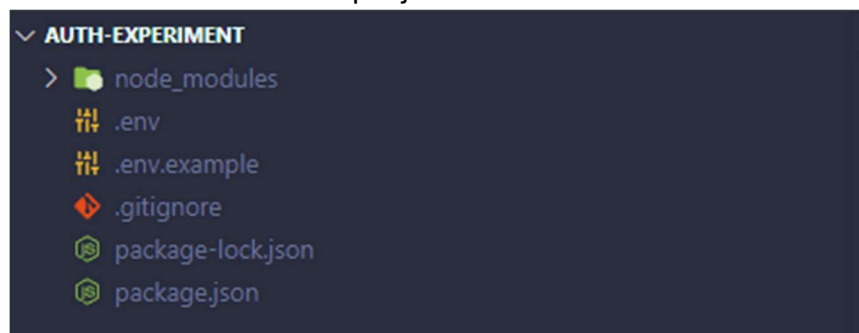 AUTH-EXPERIMENT
node_modules
.env
.env.example
.gitignore
package-lock.json
package.json